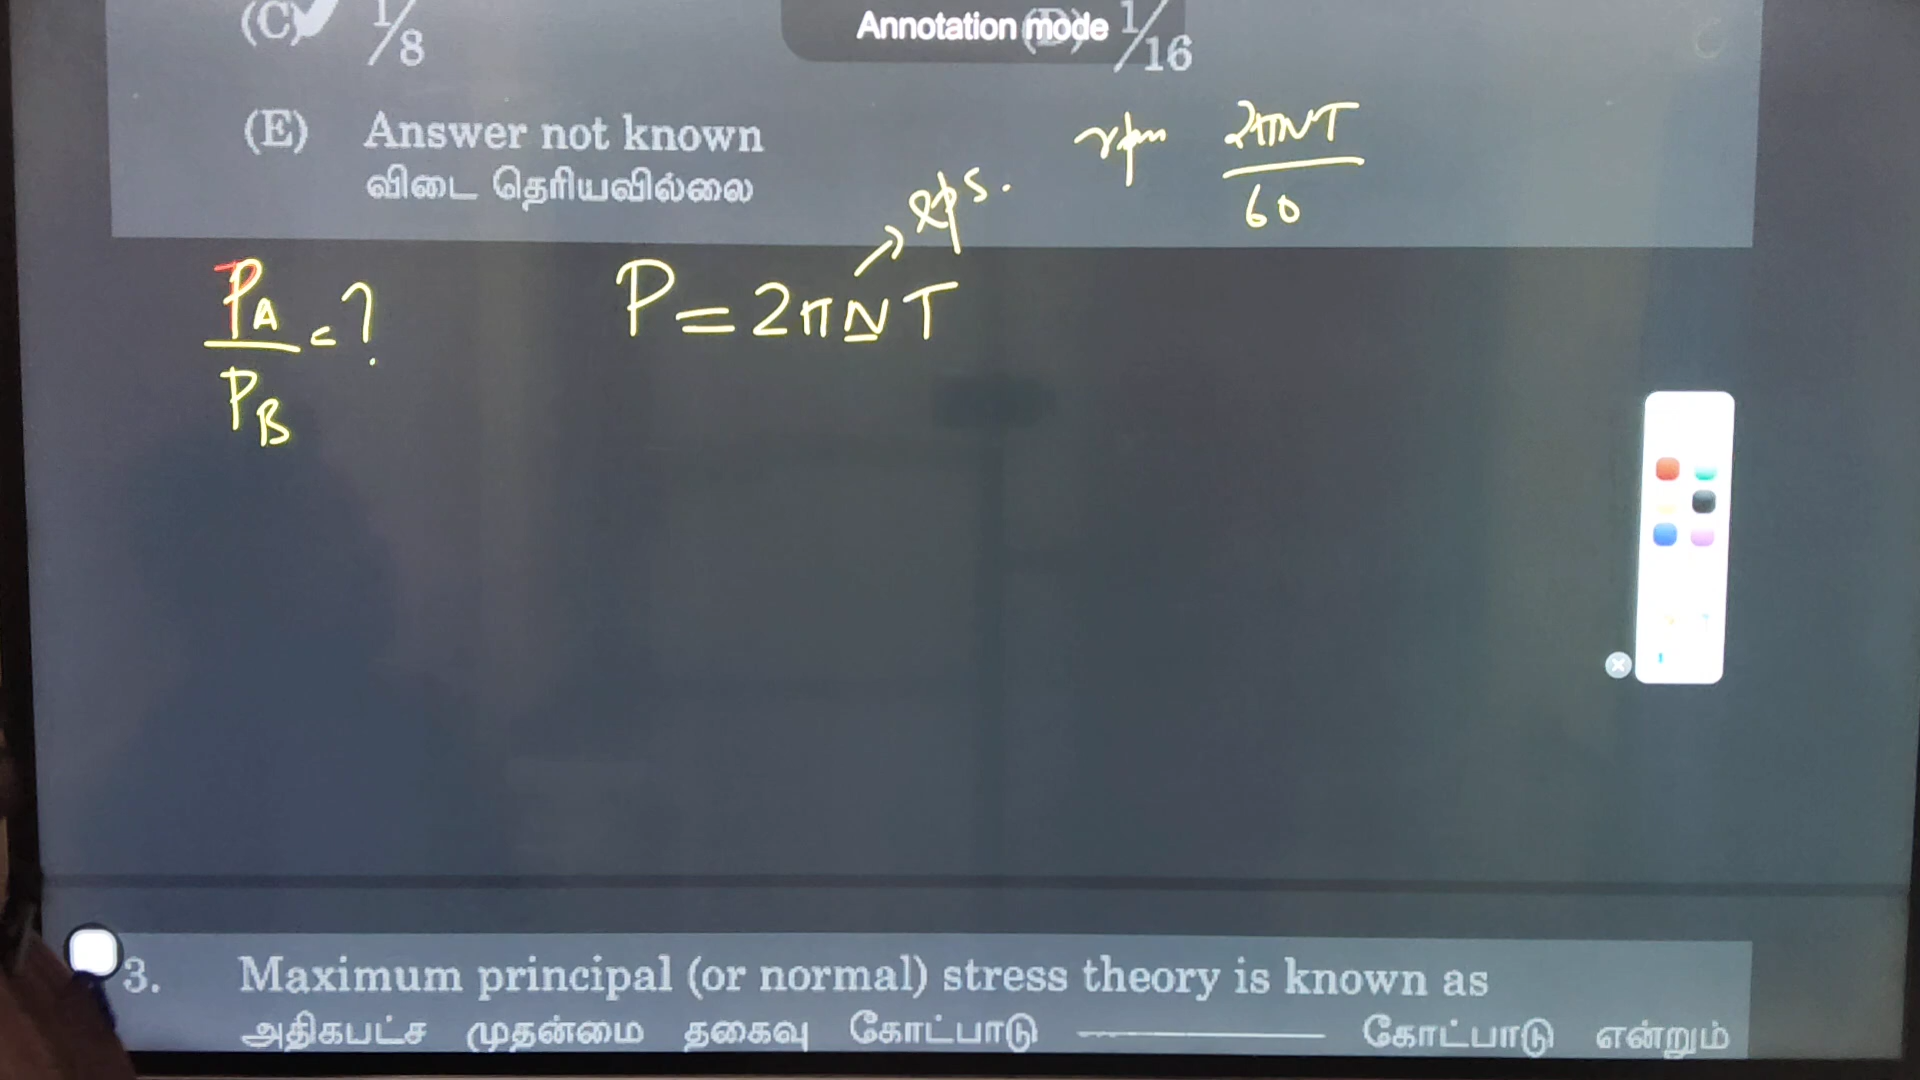 Annotation mode
(C) 1/8 (D) 1/16
(E) Answer not known
விடை தெரியவில்லை
rpm 2πNT/60
rps.
PA/PB = ?
P = 2πNT
3. Maximum principal (or normal) stress theory is known as
அதிகபட்ச முதன்மை தகைவு கோட்பாடு ———— கோட்பாடு என்றும்